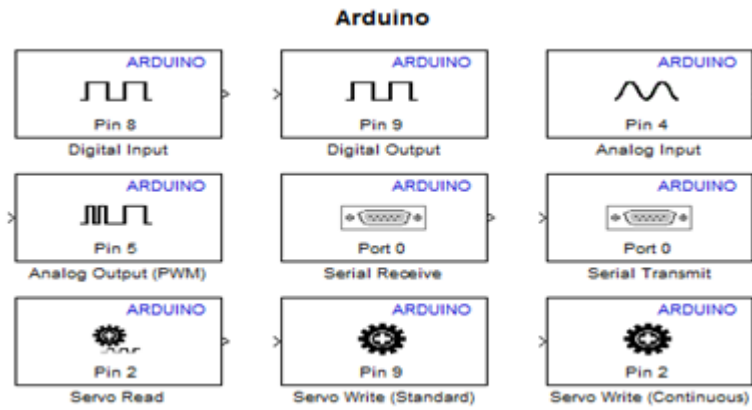 Arduino
ARDUINO
Pin 8
Digital Input
ARDUINO
Pin 9
Digital Output
ARDUINO
Pin 4
Analog Input
ARDUINO
Pin 5
Analog Output (PWM)
ARDUINO
Port 0
Serial Receive
ARDUINO
Port 0
Serial Transmit
ARDUINO
Pin 2
Servo Read
ARDUINO
Pin 9
Servo Write (Standard)
ARDUINO
Pin 2
Servo Write (Continuous)